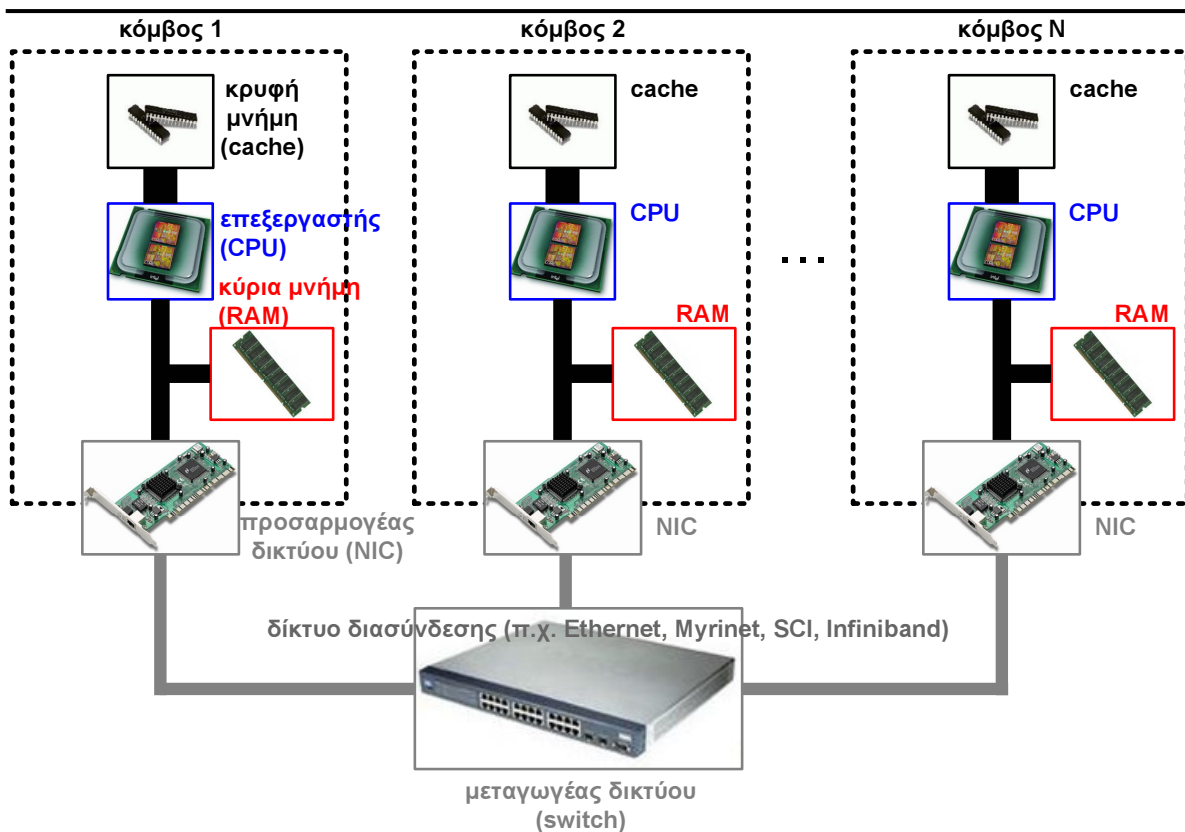 κόμβος 1
κόμβος 2
κόμβος N
κρυφή
μνήμη
(cache)
cache
cache
επεξεργαστής
(CPU)
CPU
CPU
. . .
κύρια μνήμη
(RAM)
RAM
RAM
προσαρμογέας
δικτύου (NIC)
NIC
NIC
δίκτυο διασύνδεσης (π.χ. Ethernet, Myrinet, SCI, Infiniband)
μεταγωγέας δικτύου
(switch)